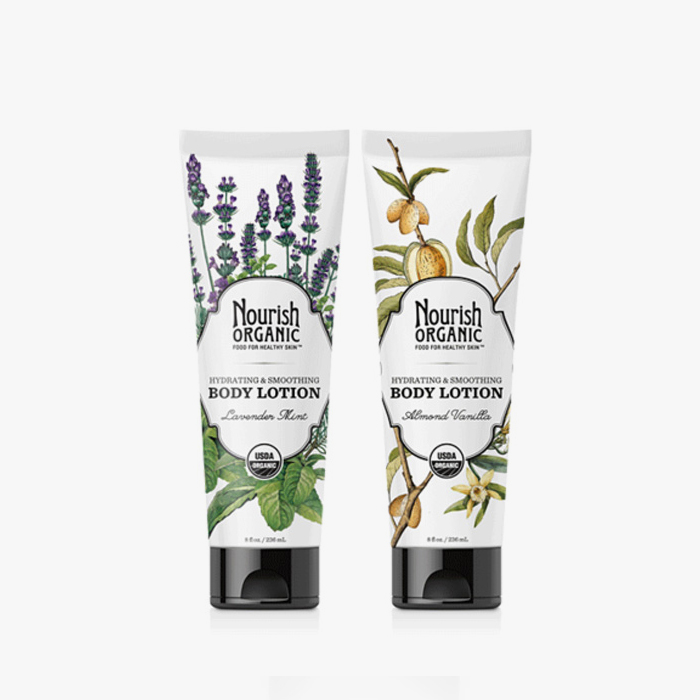 Nourish
ORGANIC
FOOD FOR HEALTHY SKIN™
HYDRATING & SMOOTHING
BODY LOTION
Lavender Mint
USDA
ORGANIC
8 fl oz. / 236 mL
Nourish
ORGANIC
FOOD FOR HEALTHY SKIN™
HYDRATING & SMOOTHING
BODY LOTION
Almond Vanilla
USDA
ORGANIC
8 fl oz. / 236 mL